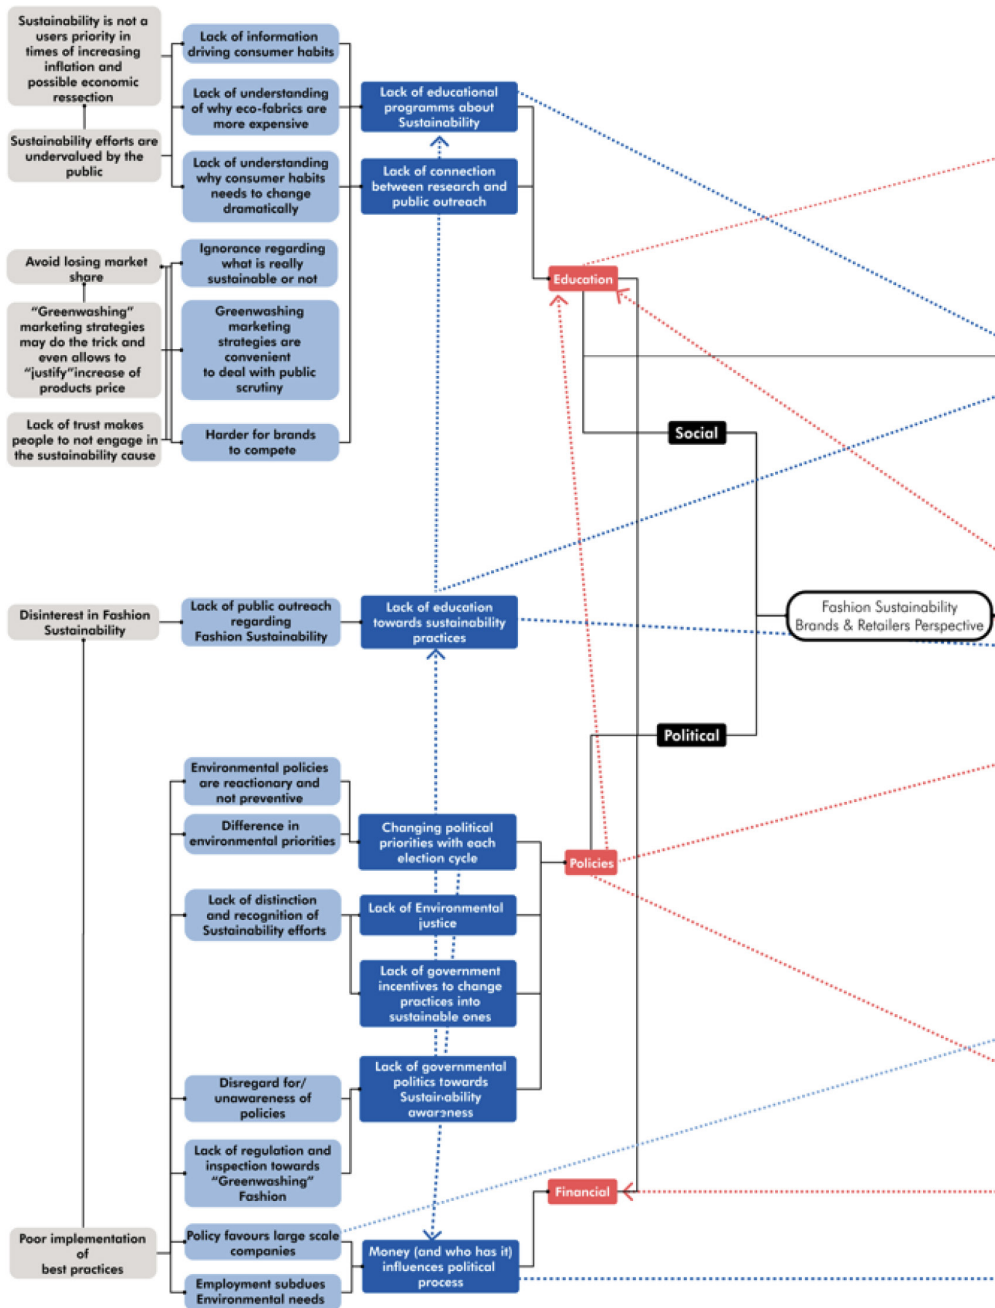 Sustainability is not a
users priority in
times of increasing
inflation and
possible economic
ressection
Sustainability efforts are
undervalued by the
public
Lack of information
driving consumer habits
Lack of understanding
of why eco-fabrics are
more expensive
Lack of understanding
why consumer habits
needs to change
dramatically
Lack of educational
programms about
Sustainability
Lack of connection
between research and
public outreach
Avoid losing market
share
“Greenwashing”
marketing strategies
may do the trick and
even allows to
“justify”increase of
products price
Lack of trust makes
people to not engage in
the sustainability cause
Ignorance regarding
what is really
sustainable or not
Greenwashing
marketing
strategies are
convenient
to deal with public
scrutiny
Harder for brands
to compete
Education
Social
Disinterest in Fashion
Sustainability
Lack of public outreach
regarding
Fashion Sustainability
Lack of education
towards sustainability
practices
Fashion Sustainability
Brands & Retailers Perspective
Political
Environmental policies
are reactionary and
not preventive
Difference in
environmental priorities
Changing political
priorities with each
election cycle
Policies
Lack of distinction
and recognition of
Sustainability efforts
Lack of Environmental
justice
Lack of government
incentives to change
practices into
sustainable ones
Disregard for/
unawareness of
policies
Lack of governmental
politics towards
Sustainability
awareness
Lack of regulation and
inspection towards
“Greenwashing”
Fashion
Financial
Poor implementation
of
best practices
Policy favours large scale
companies
Employment subdues
Environmental needs
Money (and who has it)
influences political
process